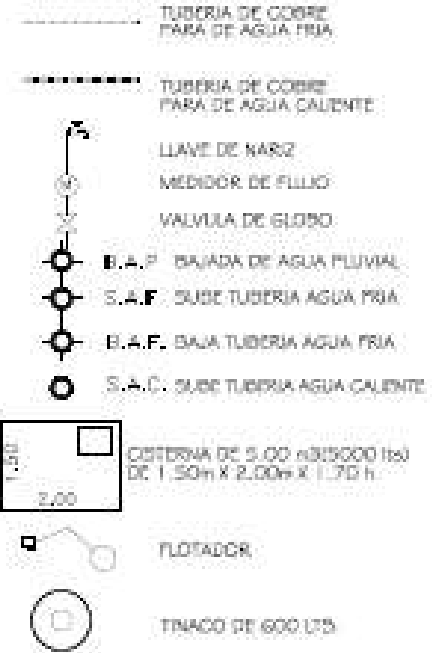 TUBERIA DE COBRE
PARA DE AGUA FRIA
TUBERIA DE COBRE
PARA DE AGUA CALIENTE
LLAVE DE NARIZ
MEDIDOR DE FLUJO
VALVULA DE GLOBO
B.A.P BAJADA DE AGUA PLUVIAL
S.A.F SUBE TUBERIA AGUA FRIA
B.A.F. BAJA TUBERIA AGUA FRIA
S.A.C. SUBE TUBERIA AGUA CALIENTE
1.50
2.00
CISTERNA DE 5.00 m3(5000 lts)
DE 1.50m X 2.00m X 1.70 h.
FLOTADOR
TINACO DE 600 LTS.